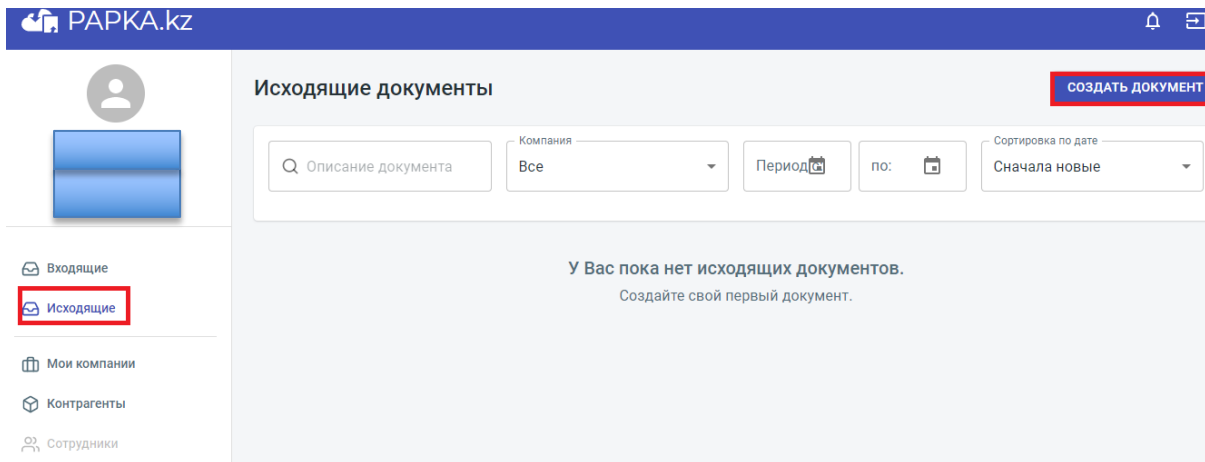 PAPKA.kz
Исходящие документы
СОЗДАТЬ ДОКУМЕНТ
Описание документа
Компания
Все
Период
по:
Сортировка по дате
Сначала новые
Входящие
Исходящие
Мои компании
Контрагенты
Сотрудники
У Вас пока нет исходящих документов.
Создайте свой первый документ.